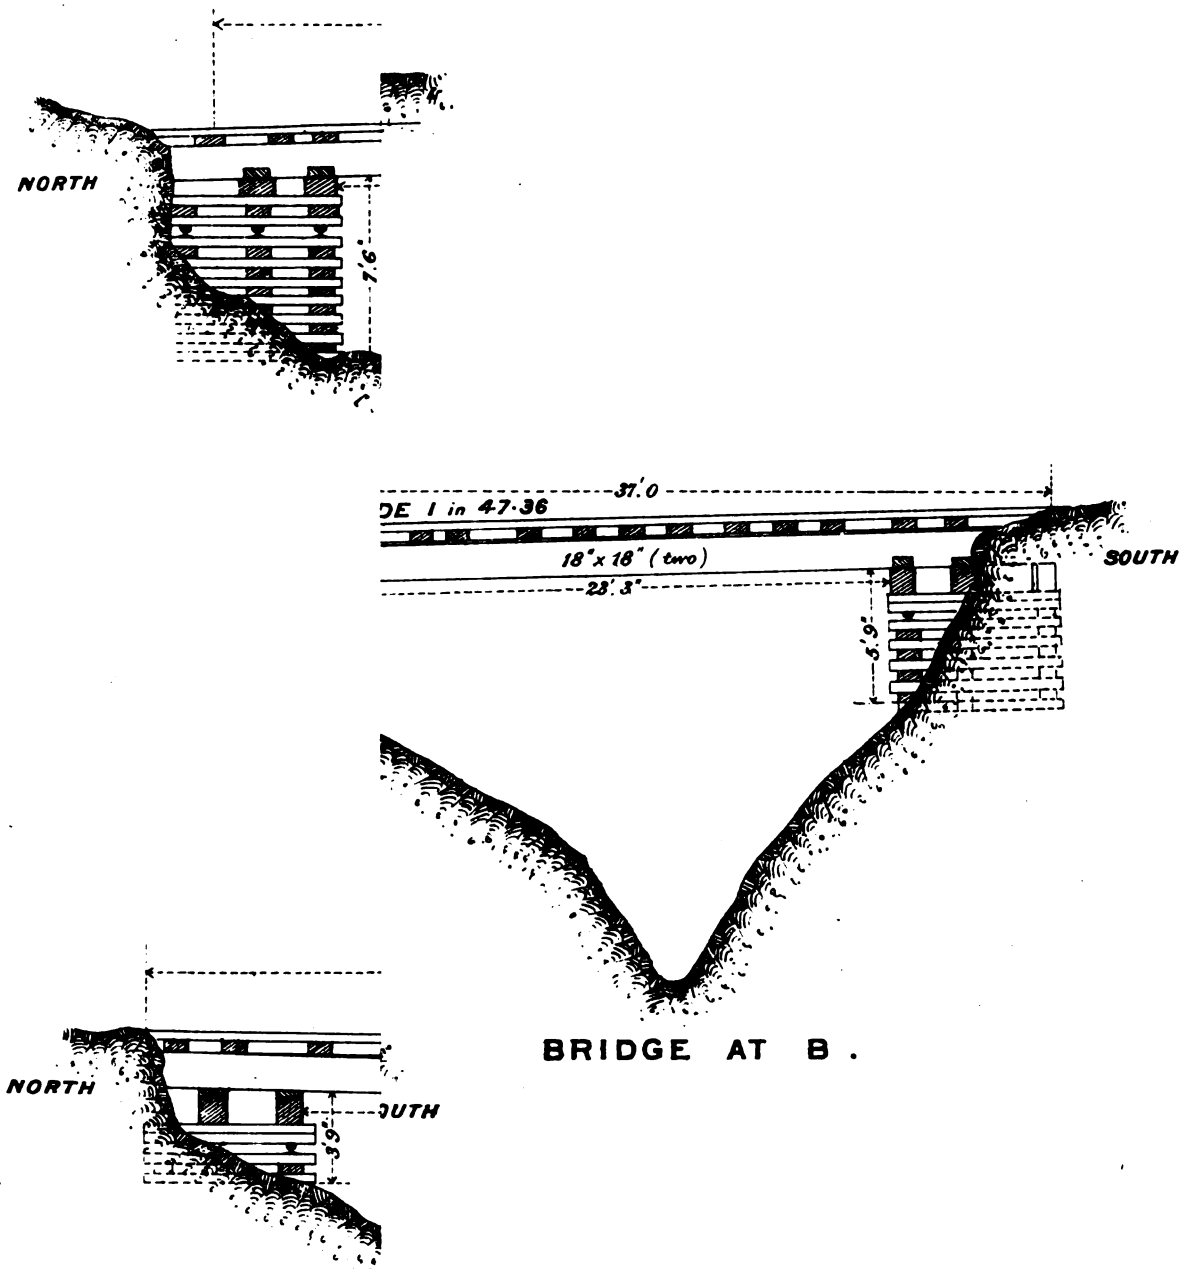 NORTH
7'.6"
37'.0
DE 1 in 47.36
18" x 18" (two)
23'.3"
SOUTH
5'.9"
BRIDGE AT B.
NORTH
OUTH
3'9"